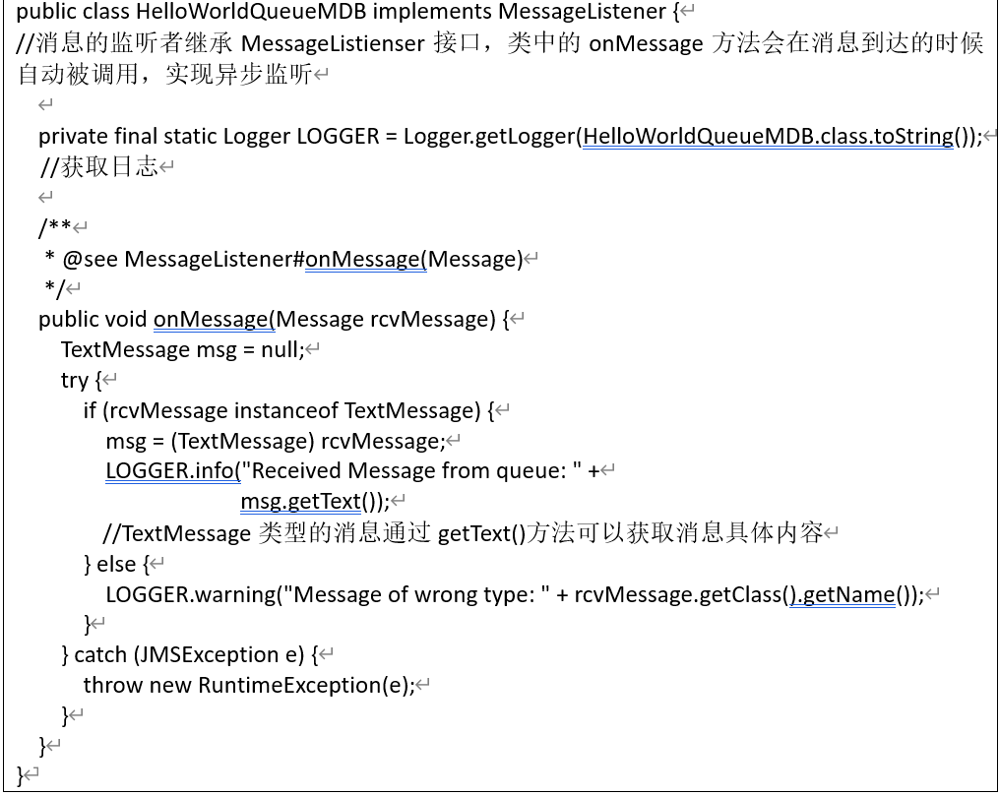 public class HelloWorldQueueMDB implements MessageListener {
//消息的监听者继承 MessageListienser 接口，类中的 onMessage 方法会在消息到达的时候
自动被调用，实现异步监听
private final static Logger LOGGER = Logger.getLogger(HelloWorldQueueMDB.class.toString());
//获取日志
/**
* @see MessageListener#onMessage(Message)
*/
public void onMessage(Message rcvMessage) {
TextMessage msg = null;
try {
if (rcvMessage instanceof TextMessage) {
msg = (TextMessage) rcvMessage;
LOGGER.info("Received Message from queue: " +
msg.getText());
//TextMessage 类型的消息通过 getText()方法可以获取消息具体内容
} else {
LOGGER.warning("Message of wrong type: " + rcvMessage.getClass().getName());
}
} catch (JMSException e) {
throw new RuntimeException(e);
}
}
}